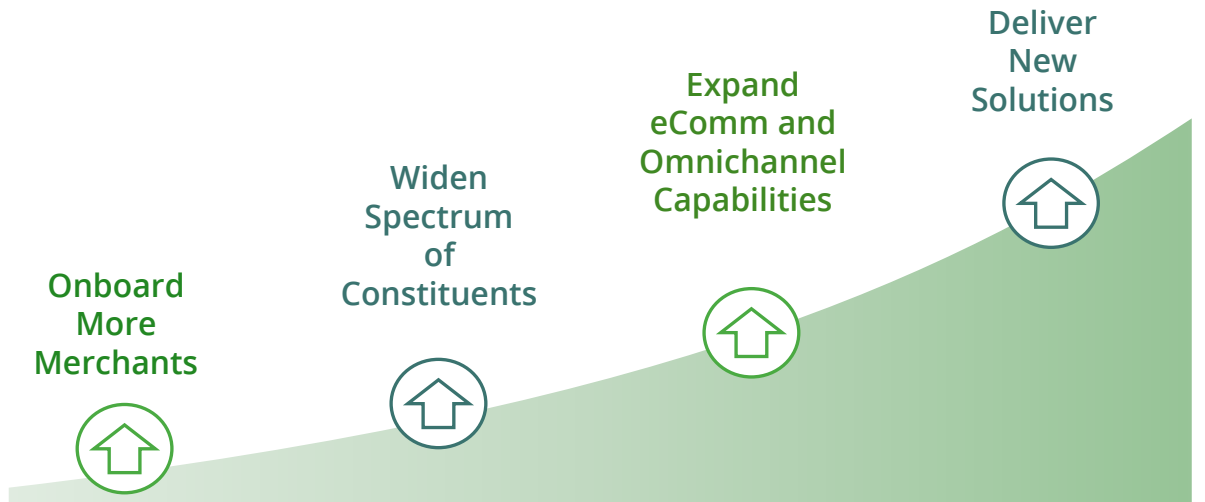 Onboard
More
Merchants
Widen
Spectrum
of
Constituents
Expand
eComm and
Omnichannel
Capabilities
Deliver
New
Solutions